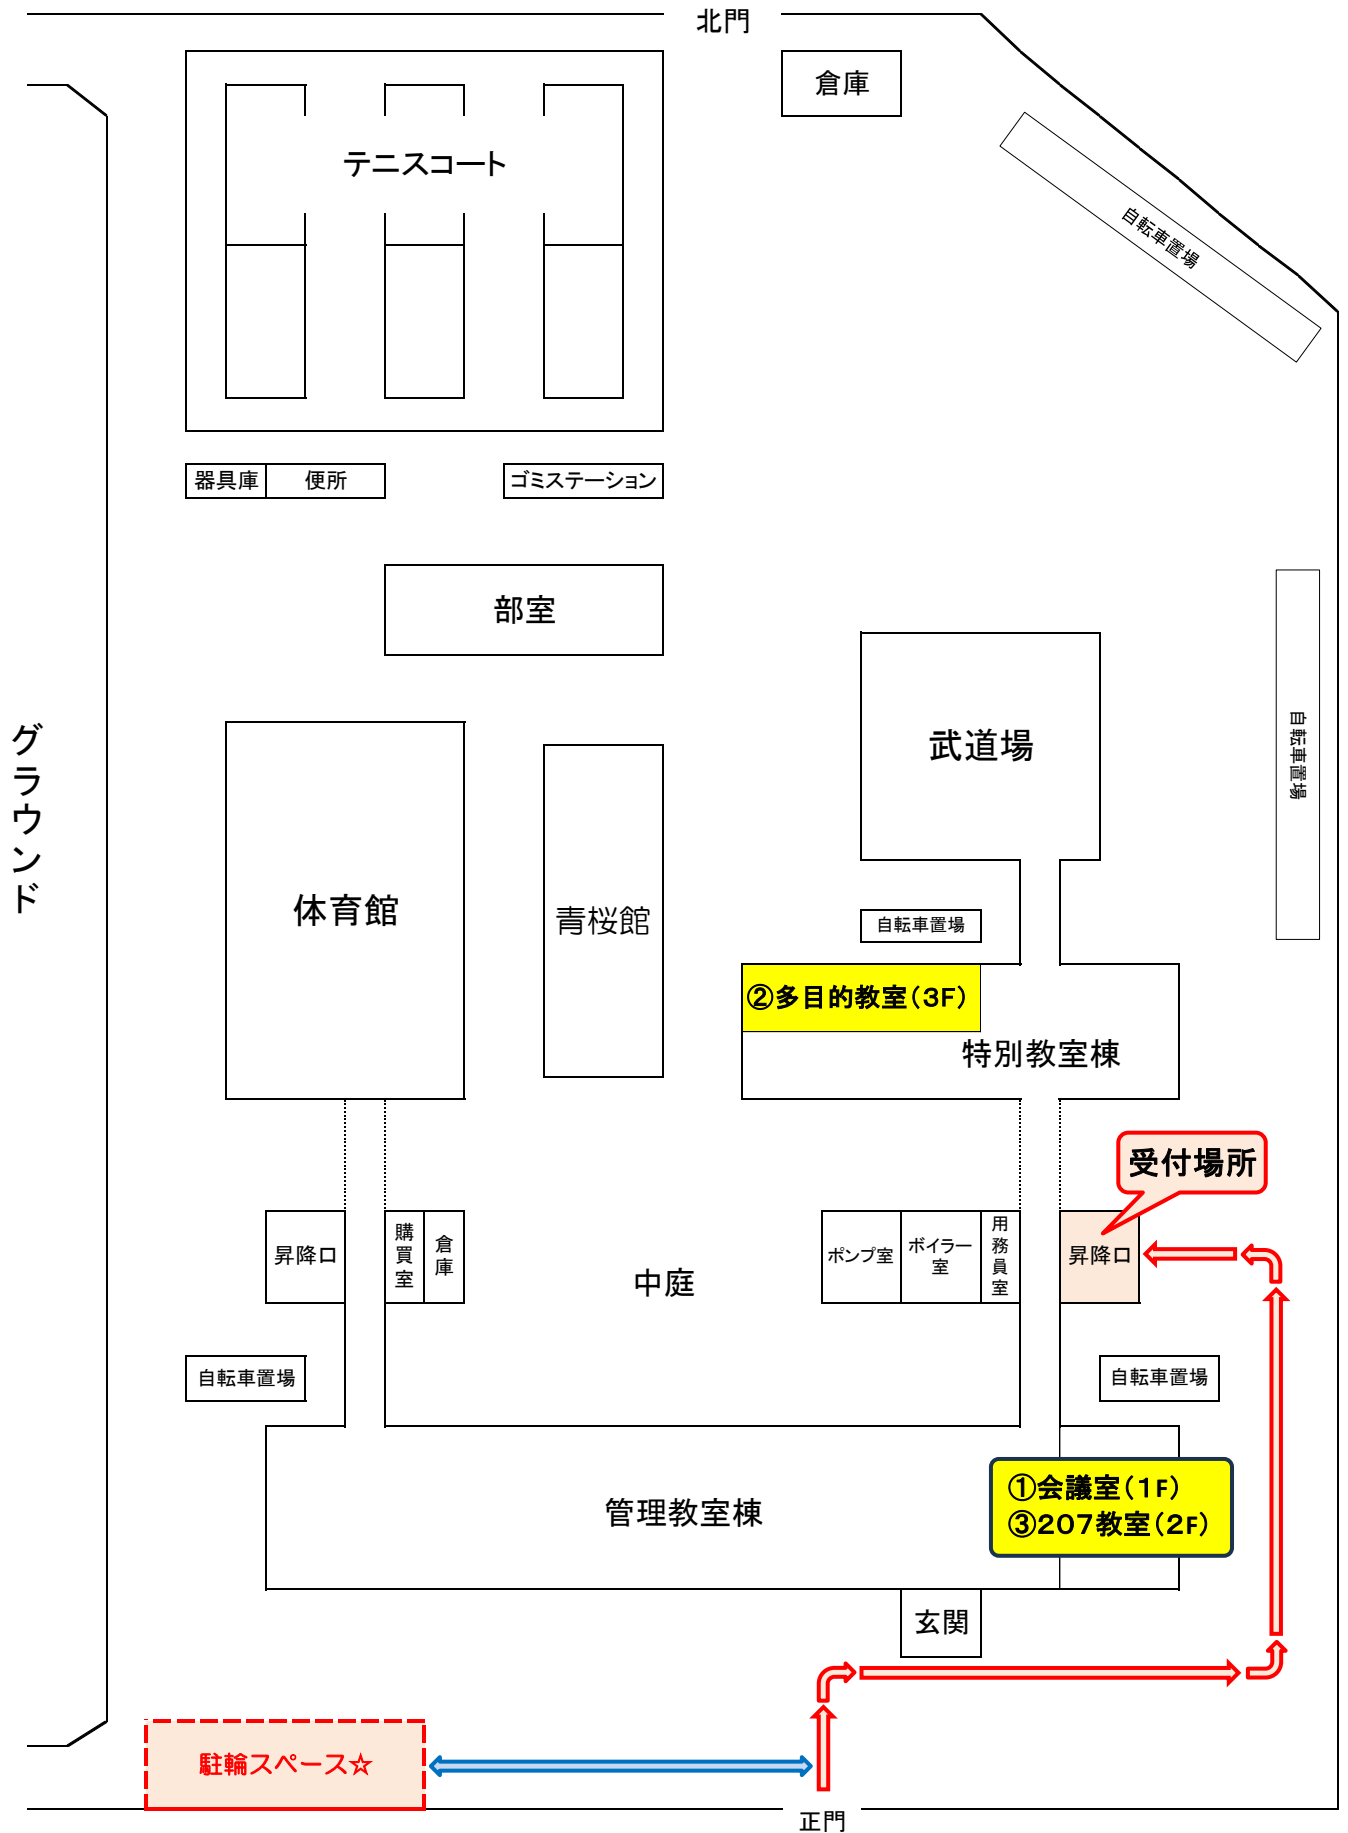 北門
倉庫
テニスコート
自転車置場
器具庫
便所
ゴミステーション
部室
グラウンド
武道場
自転車置場
体育館
青桜館
自転車置場
②多目的教室(3F)
特別教室棟
受付場所
昇降口
購買室
倉庫
中庭
ポンプ室
ボイラー
室
用務員室
昇降口
自転車置場
自転車置場
①会議室(1F)
③207教室(2F)
管理教室棟
玄関
駐輪スペース☆
正門